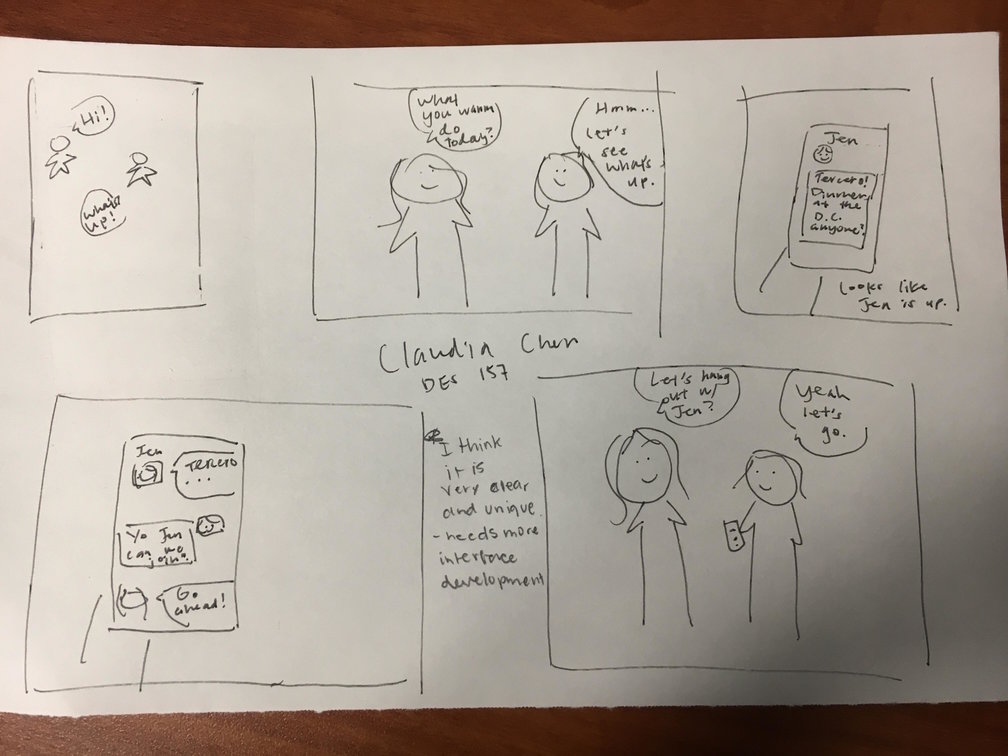 Hi!
What's
up!
What
you wanna
do
today?
Hmm...
Let's
see
what's
up.
Jen
Tercero!
Dinner
at the
D.C.
anyone?
Looks like
Jen is up.
Claudia Chen
DES 157
Jen
TERCERO
...
Yo Jen
can we
join?
Go
ahead!
I think
it is
very clear
and unique.
- needs more
interface
development
Let's hang
out w/
Jen?
Yeah
let's
go.